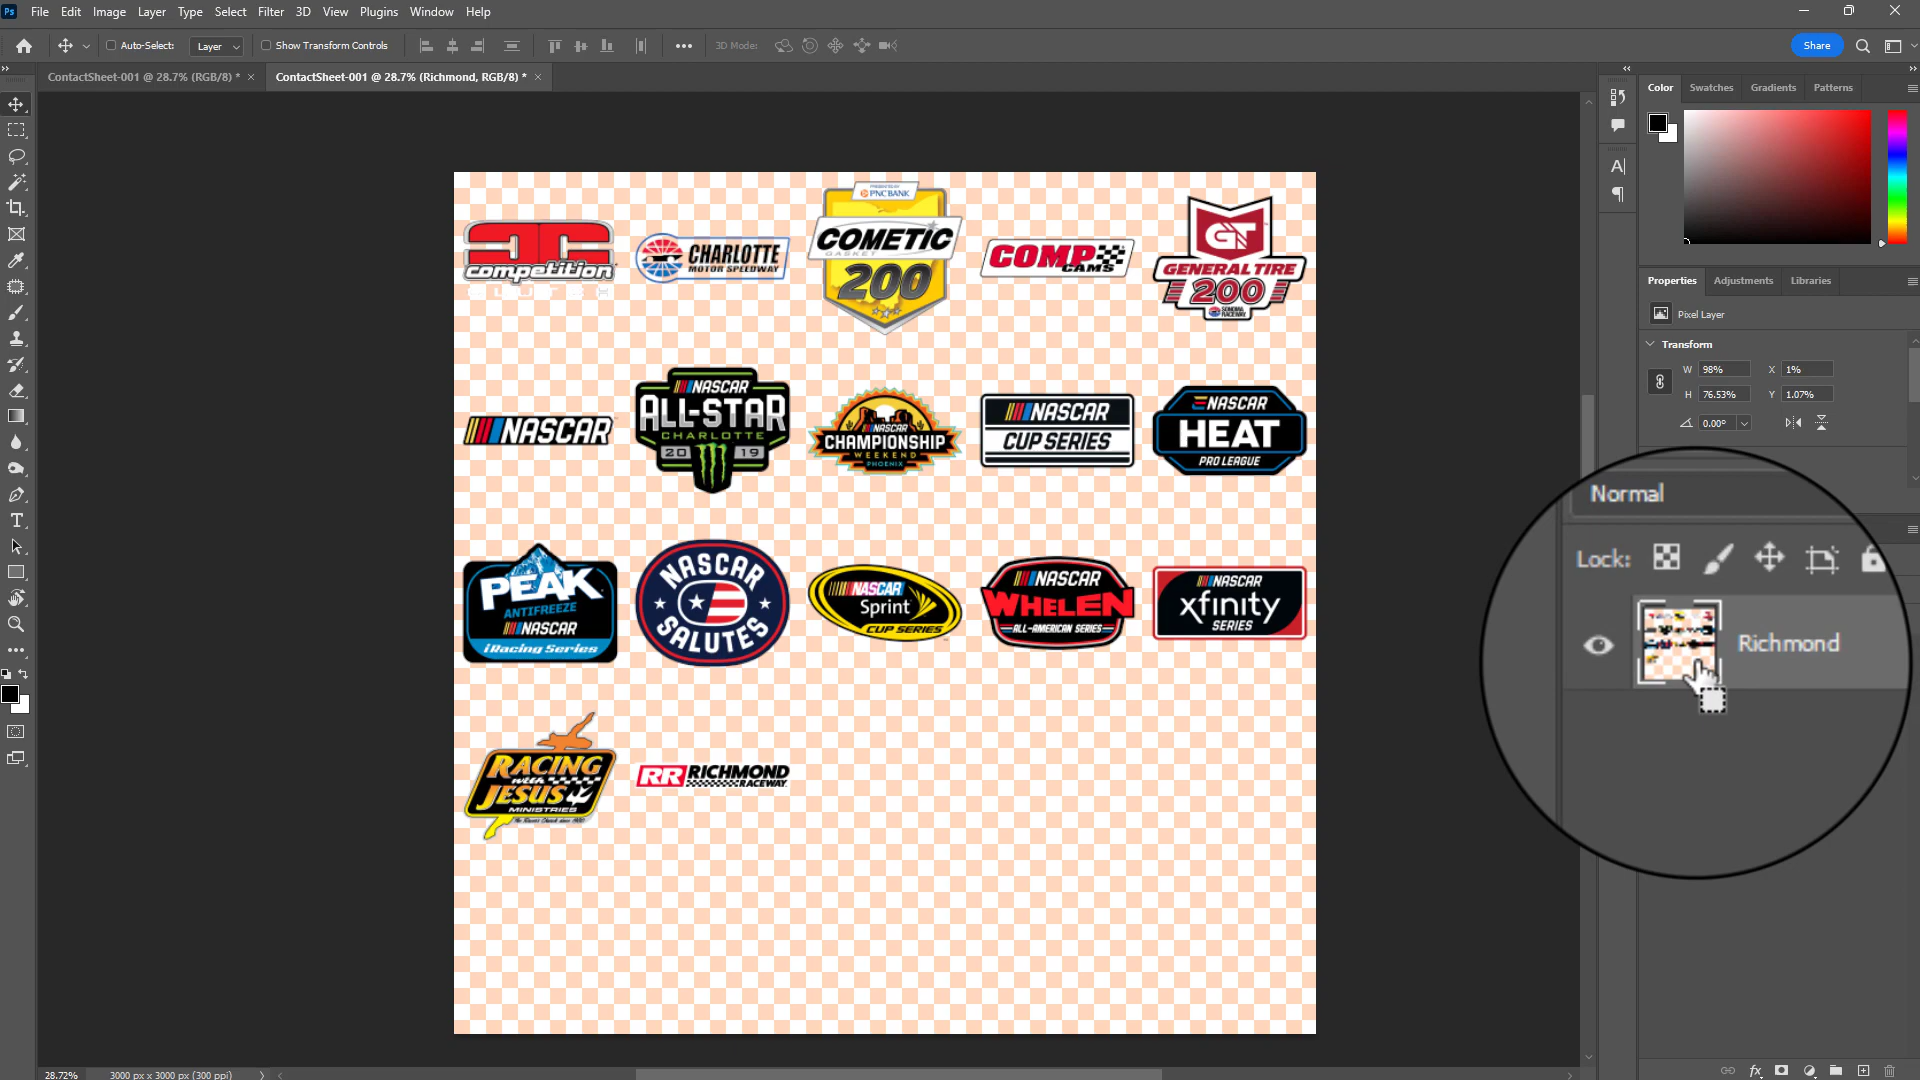 Ps File Edit Image Layer Type Select Filter 3D View Plugins Window Help
Auto-Select: Layer Show Transform Controls 3D Mode: Share
ContactSheet-001 @ 28.7% (RGB/8) * × ContactSheet-001 @ 28.7% (Richmond, RGB/8) * ×
Color Swatches Gradients Patterns
Properties Adjustments Libraries
Pixel Layer
Transform
W 98% X 1%
H 76.53% Y 1.07%
0.00°
Normal
Lock:
Richmond
competition
CHARLOTTE
MOTOR SPEEDWAY
PRESENTED BY
PNC BANK
COMETIC
GASKET
200
COMP
CAMS
GT
GENERAL TIRE
200
SONOMA
RACEWAY
NASCAR
NASCAR
ALL-STAR
CHARLOTTE
20 19
NASCAR
CHAMPIONSHIP
WEEKEND
PHOENIX
NASCAR
CUP SERIES
NASCAR
HEAT
PRO LEAGUE
PEAK
ANTIFREEZE
NASCAR
iRacing Series
NASCAR
SALUTES
NASCAR
Sprint
CUP SERIES
NASCAR
WHELEN
ALL-AMERICAN SERIES
NASCAR
xfinity
SERIES
RACING
with
JESUS
MINISTRIES
RR RICHMOND
RACEWAY
28.72% 3000 px x 3000 px (300 ppi)